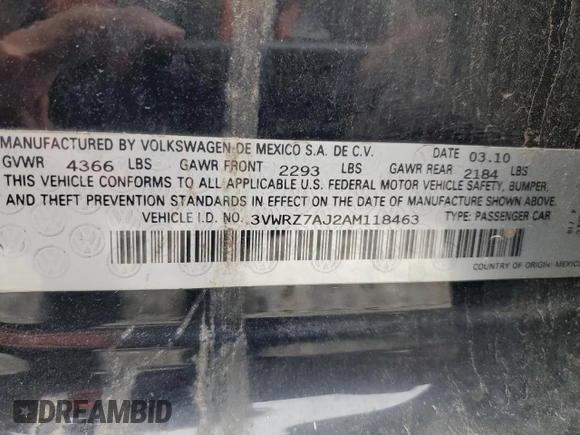 MANUFACTURED BY VOLKSWAGEN DE MEXICO S.A. DE C.V. DATE 03.10
GVWR 4366 LBS GAWR FRONT 2293 LBS GAWR REAR 2184 LBS
THIS VEHICLE CONFORMS TO ALL APPLICABLE U.S. FEDERAL MOTOR VEHICLE SAFETY, BUMPER,
AND THEFT PREVENTION STANDARDS IN EFFECT ON THE DATE OF MANUFACTURE SHOWN ABOVE.
VEHICLE I.D. NO. 3VWRZ7AJ2AM118463 TYPE: PASSENGER CAR
COUNTRY OF ORIGIN: MEXICO
DREAMBID